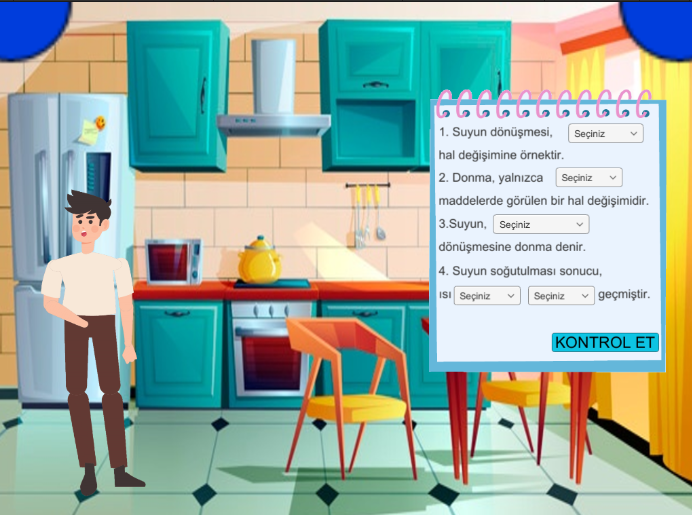 1. Suyun dönüşmesi, Seçiniz
hal değişimine örnektir.
2. Donma, yalnızca Seçiniz
maddelerde görülen bir hal değişimidir.
3.Suyun, Seçiniz
dönüşmesine donma denir.
4. Suyun soğutulması sonucu,
ısı Seçiniz Seçiniz geçmiştir.
KONTROL ET